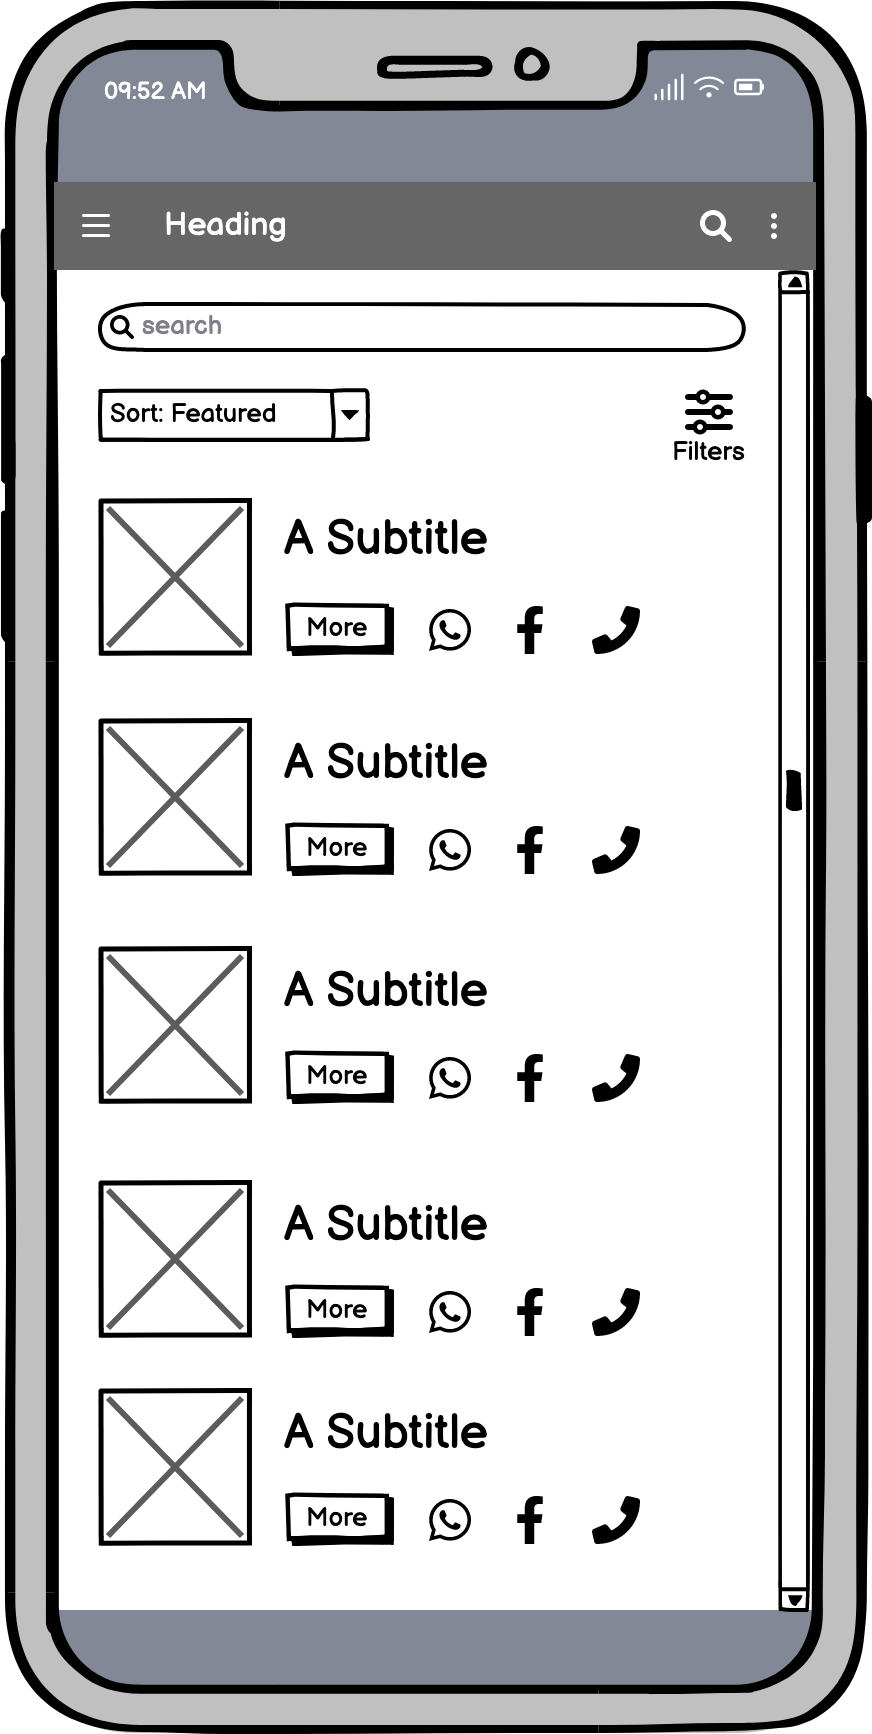 09:52 AM
Heading
search
Sort: Featured
Filters
A Subtitle
More
A Subtitle
More
A Subtitle
More
A Subtitle
More
A Subtitle
More